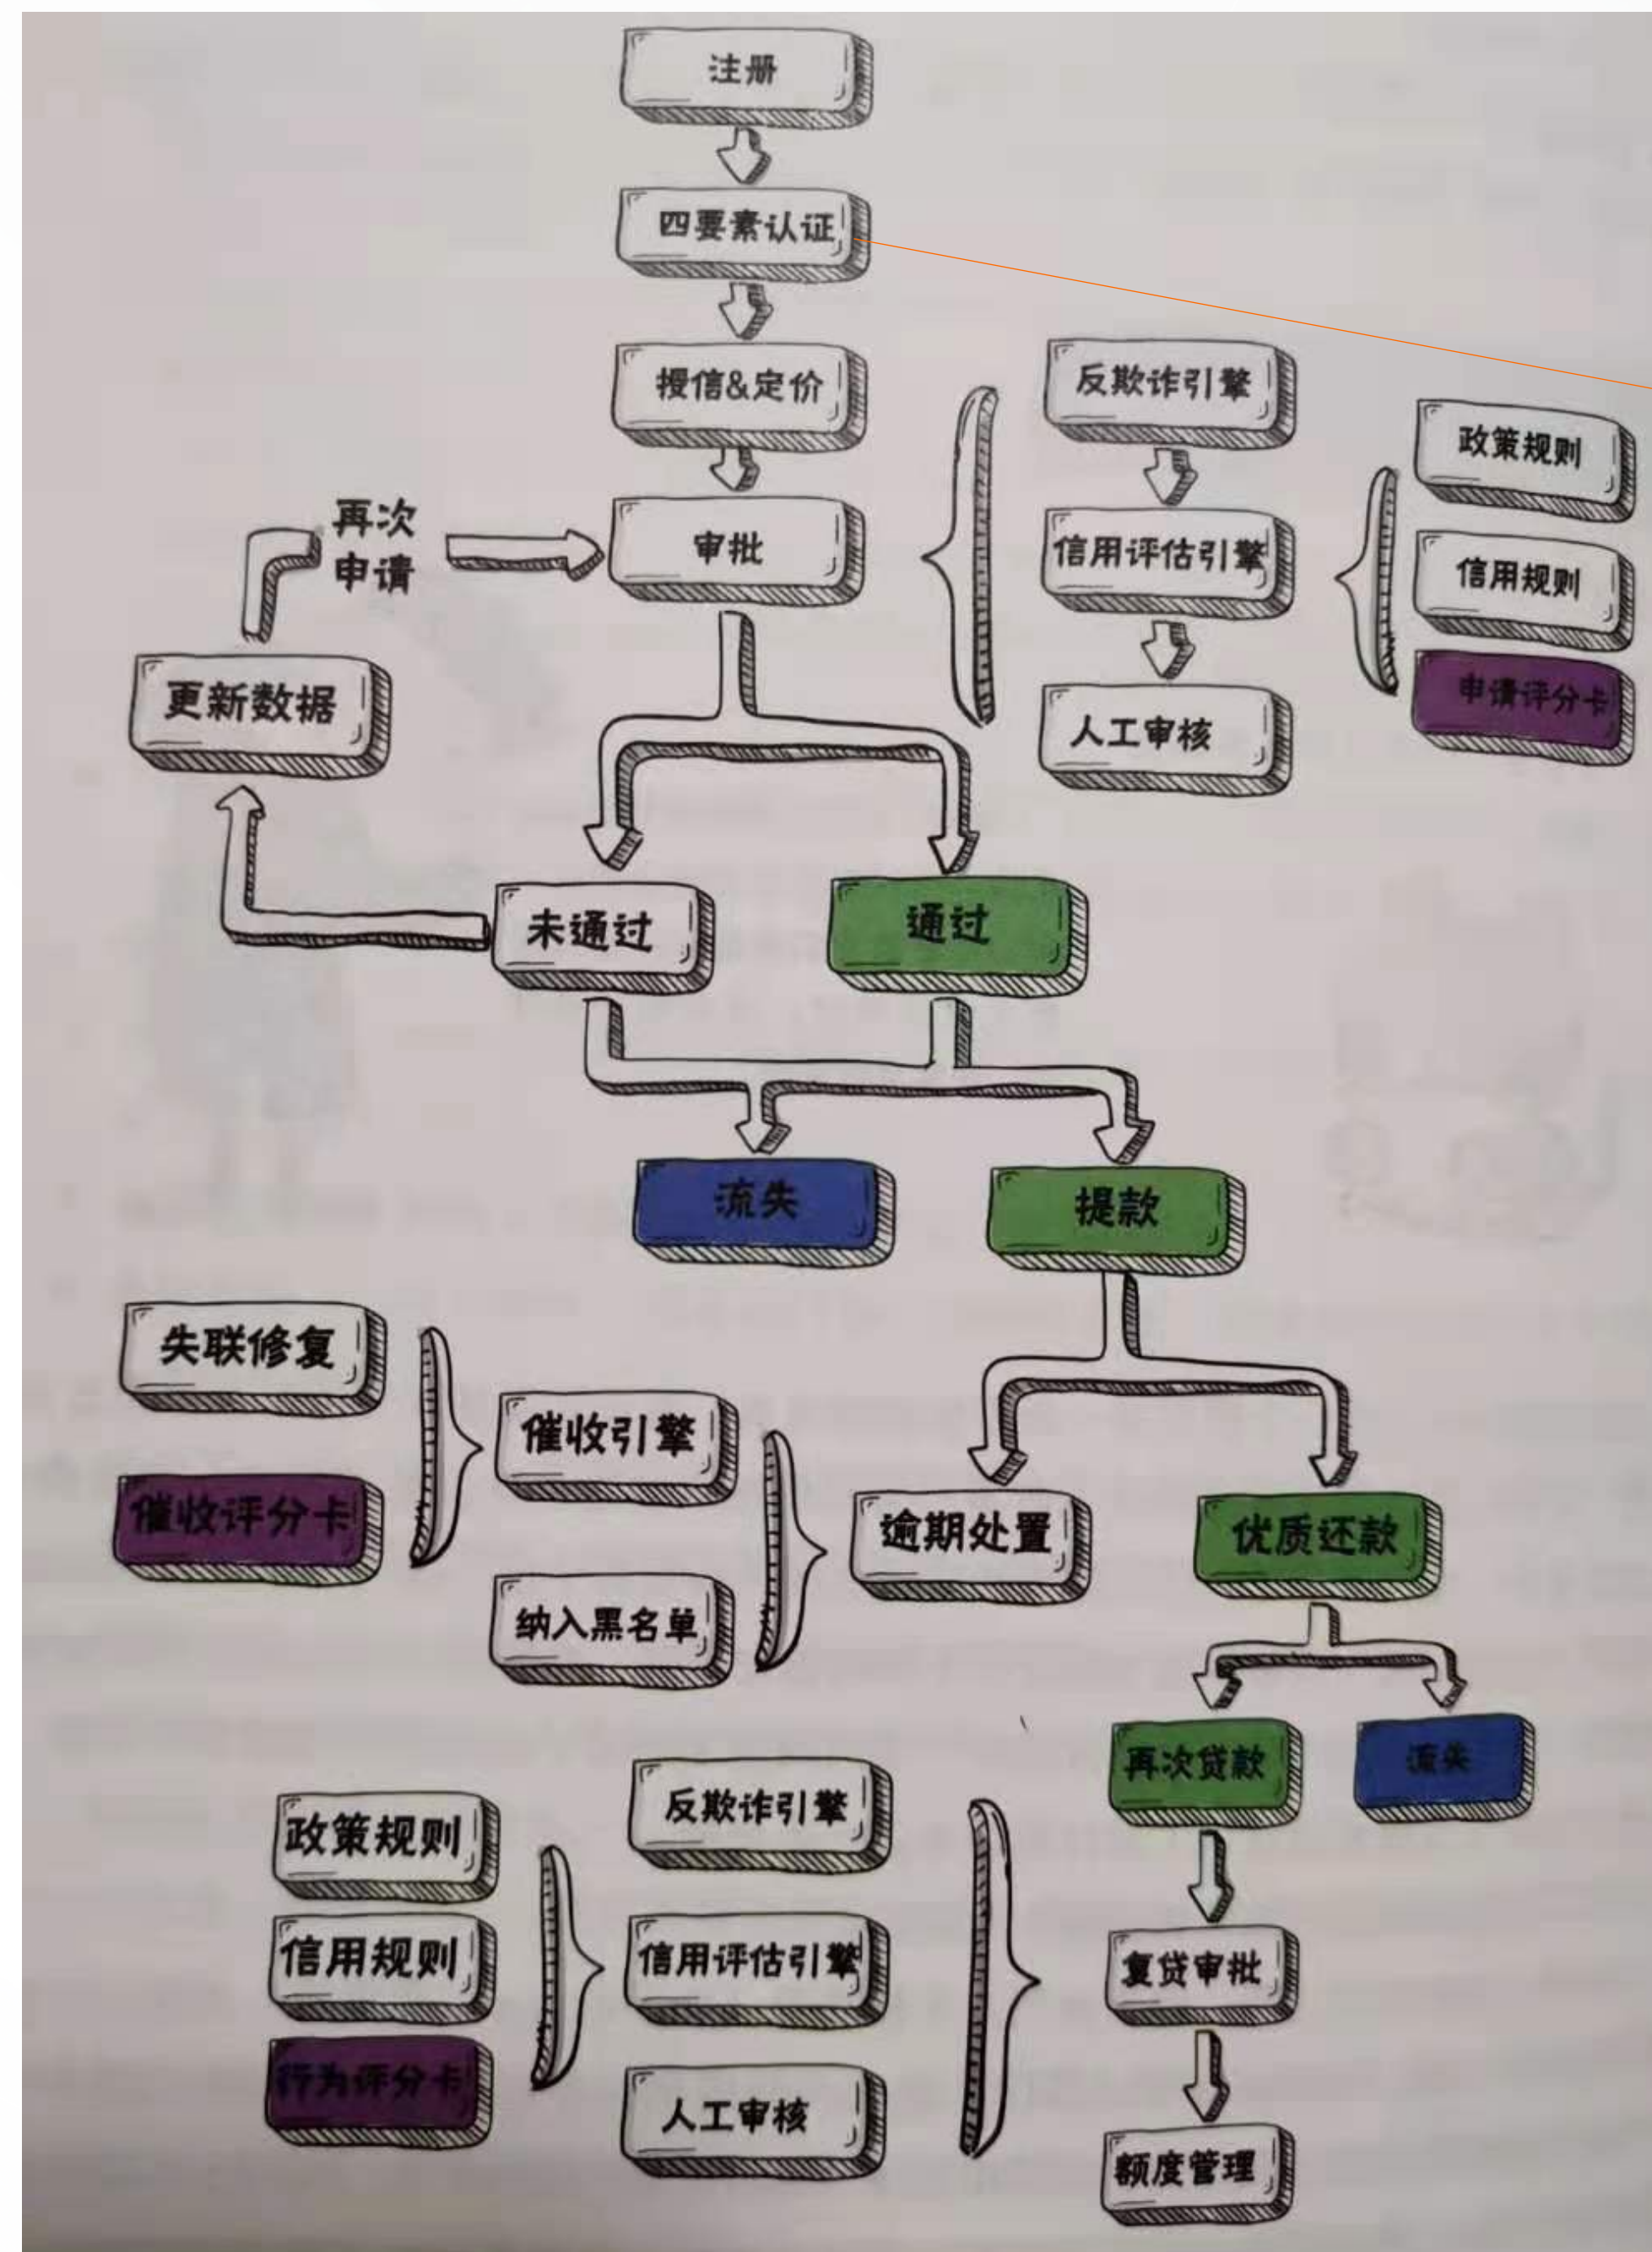 注册
四要素认证
授信&定价
反欺诈引擎
政策规则
再次
申请
审批
信用评估引擎
信用规则
更新数据
人工审核
申请评分卡
未通过
通过
流失
提款
失联修复
催收引擎
催收评分卡
逾期处置
优质还款
纳入黑名单
再次贷款
流失
反欺诈引擎
政策规则
信用规则
信用评估引擎
复贷审批
行为评分卡
人工审核
额度管理